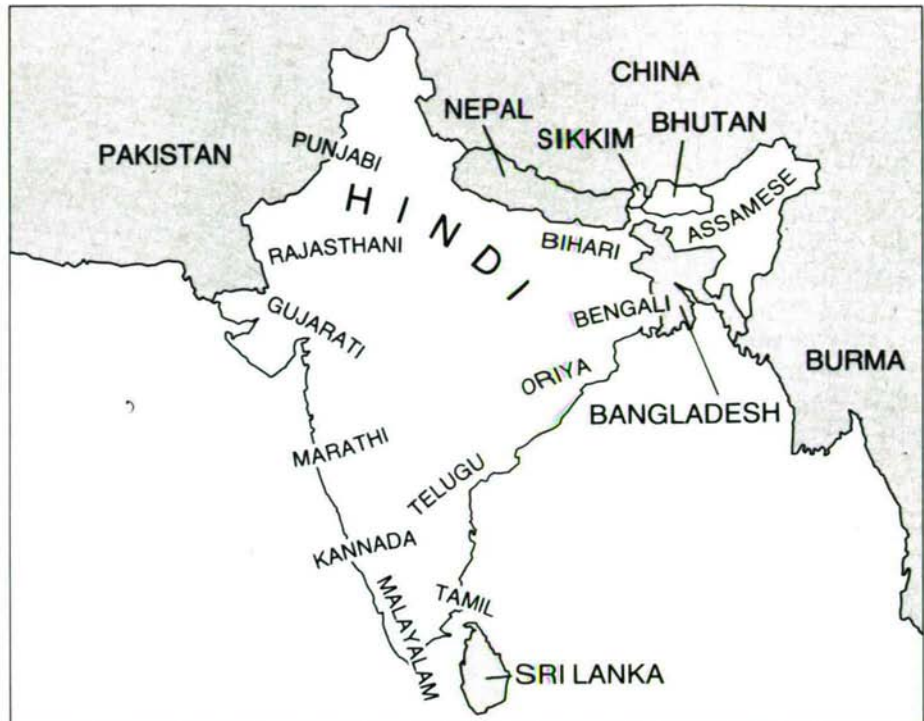 CHINA
NEPAL
SIKKIM
BHUTAN
PAKISTAN
PUNJABI
HINDI
ASSAMESE
RAJASTHANI
BIHARI
GUJARATI
BENGALI
ORIYA
BURMA
BANGLADESH
MARATHI
TELUGU
KANNADA
MALAYALAM
TAMIL
SRI LANKA